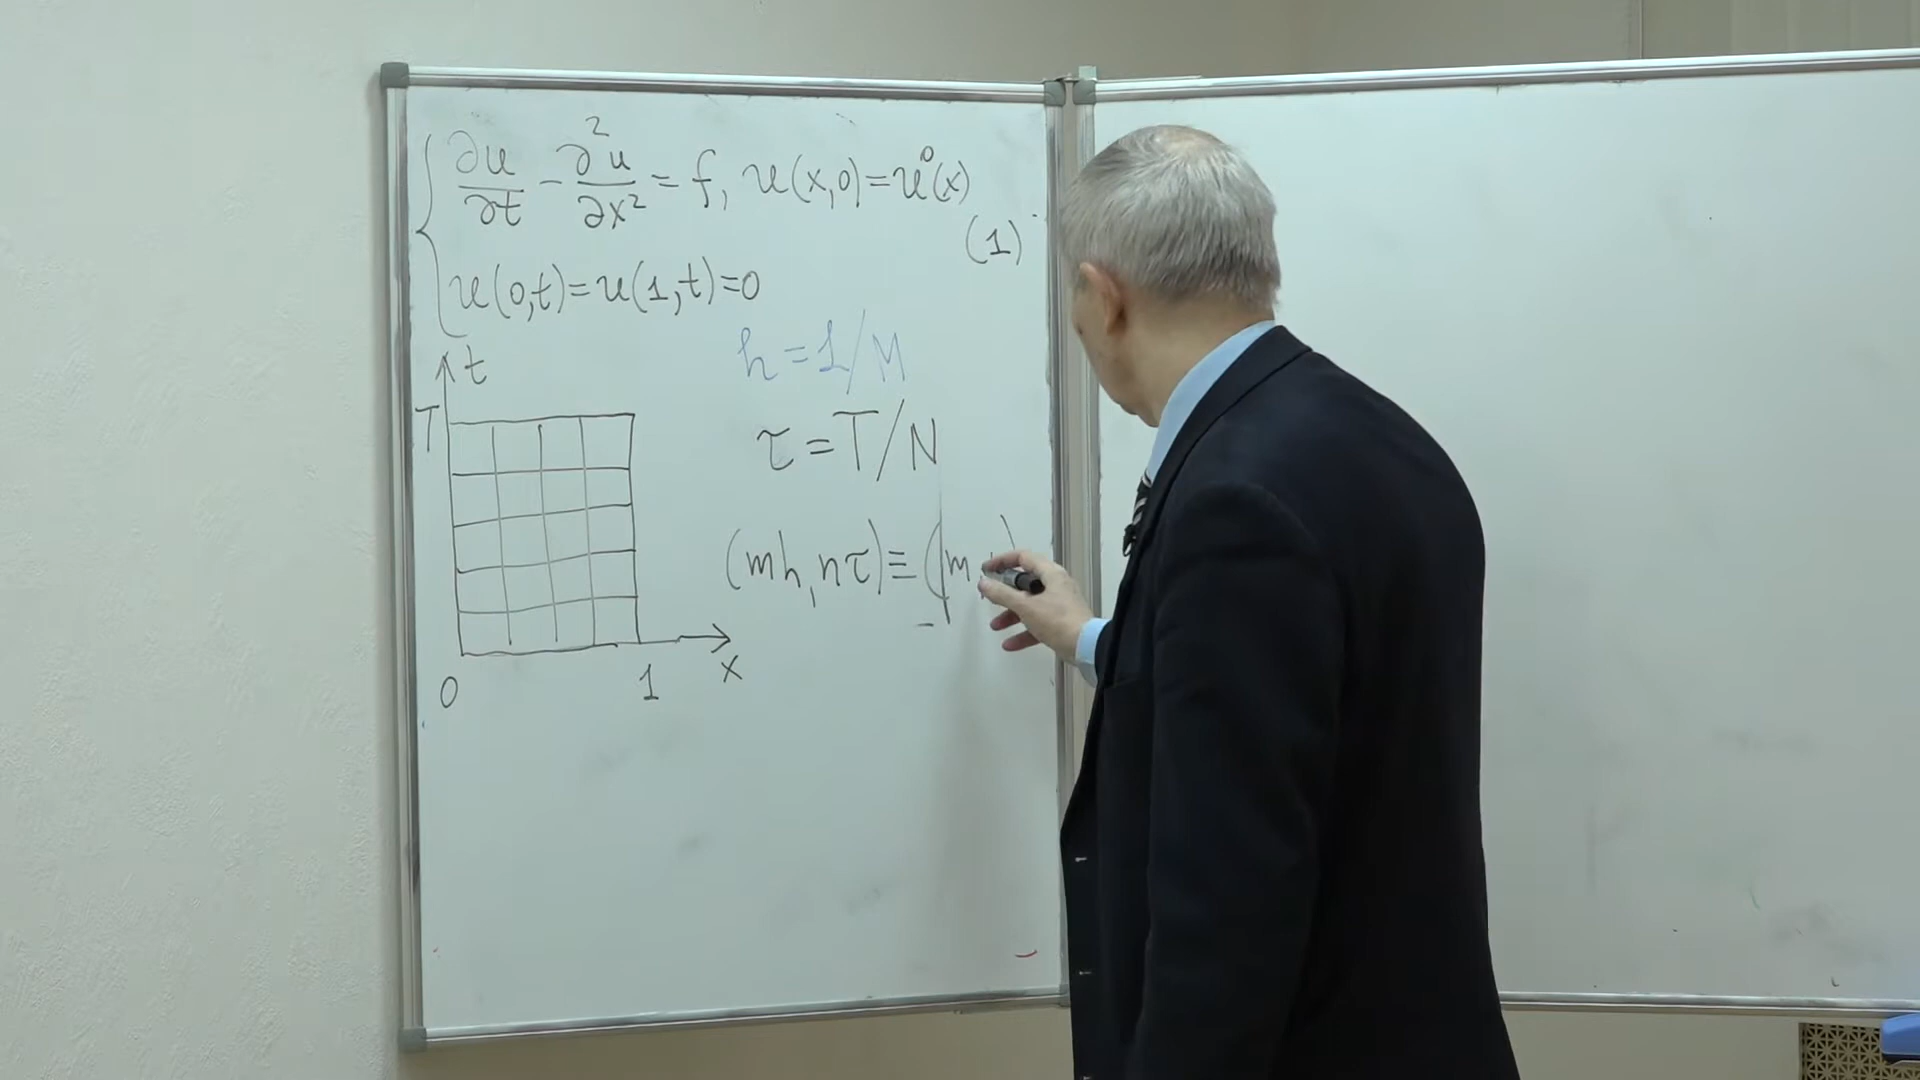 ∂u/∂t − ∂²u/∂x² = f, u(x,0)=u⁰(x)
(1)
u(0,t)=u(1,t)=0
h=1/M
t
T
τ=T/N
(mh,nτ)≡(m,
0 1 x